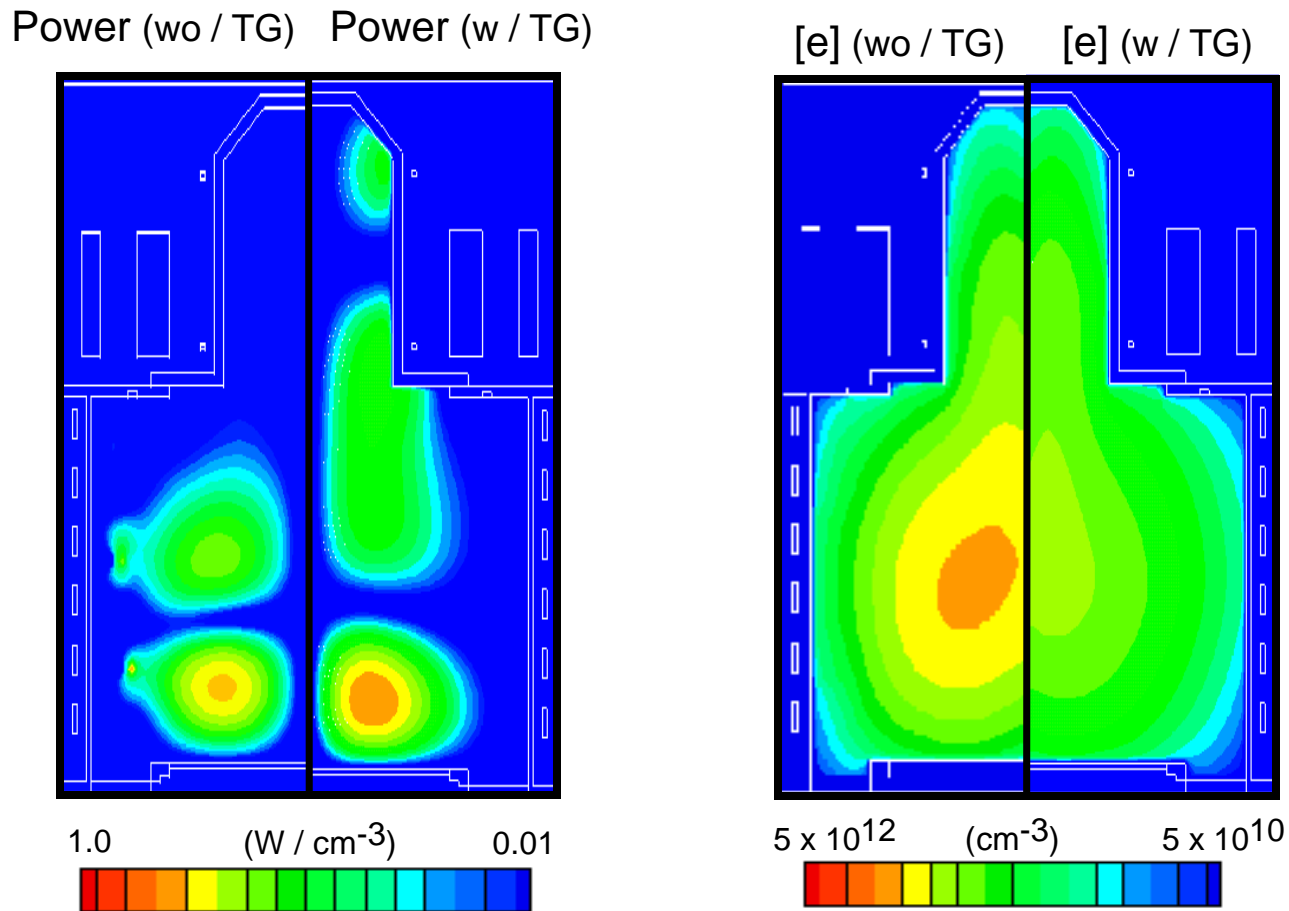 Power (wo / TG) Power (w / TG)
[e] (wo / TG) [e] (w / TG)
1.0 (W / cm-3) 0.01
5 x 1012 (cm-3) 5 x 1010